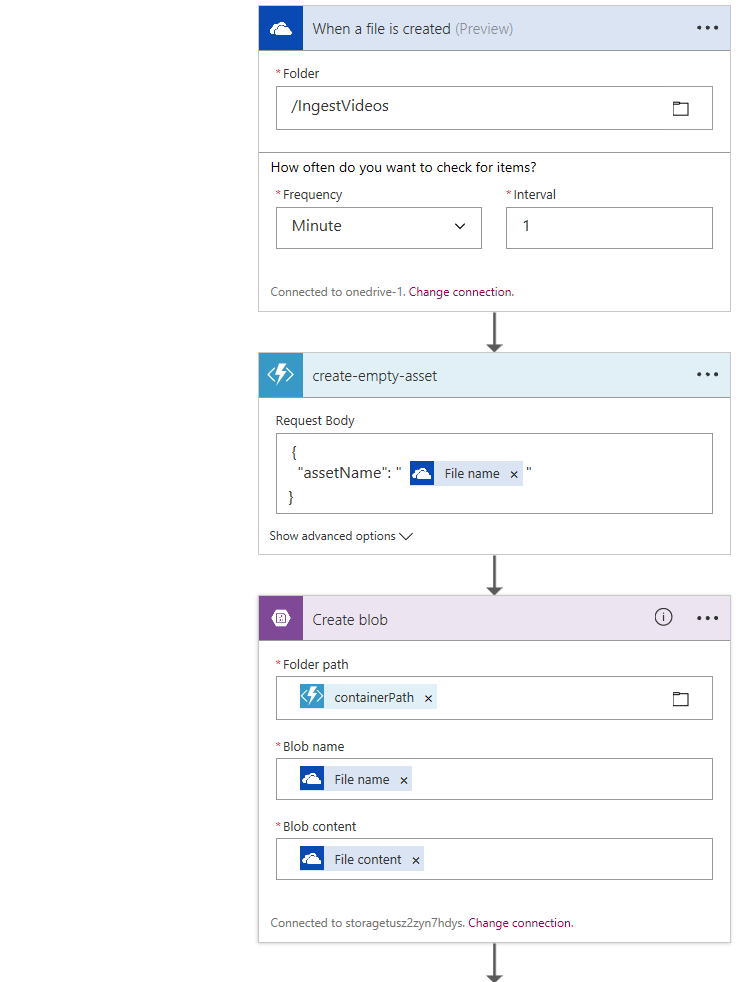 When a file is created (Preview)
* Folder
/IngestVideos
How often do you want to check for items?
* Frequency * Interval
Minute 1
Connected to onedrive-1. Change connection.
create-empty-asset
Request Body
{
"assetName": " File name × "
}
Show advanced options
Create blob
* Folder path
containerPath ×
* Blob name
File name ×
* Blob content
File content ×
Connected to storagetusz2zyn7hdys. Change connection.